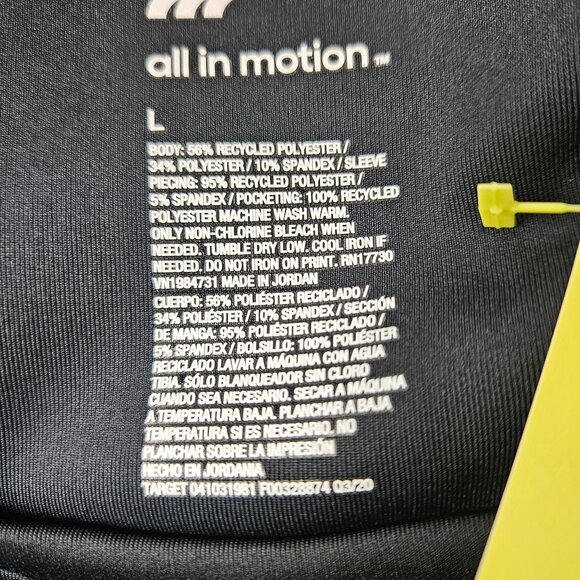 all in motion ™
L
BODY: 56% RECYCLED POLYESTER /
34% POLYESTER / 10% SPANDEX / SLEEVE
PIECING: 95% RECYCLED POLYESTER /
5% SPANDEX / POCKETING: 100% RECYCLED
POLYESTER MACHINE WASH WARM.
ONLY NON-CHLORINE BLEACH WHEN
NEEDED. TUMBLE DRY LOW. COOL IRON IF
NEEDED. DO NOT IRON ON PRINT. RN17730
VN1984731 MADE IN JORDAN
CUERPO: 56% POLIÉSTER RECICLADO /
34% POLIÉSTER / 10% SPANDEX / SECCIÓN
DE MANGA: 95% POLIÉSTER RECICLADO /
5% SPANDEX / BOLSILLO: 100% POLIÉSTER
RECICLADO LAVAR A MÁQUINA CON AGUA
TIBIA. SÓLO BLANQUEADOR SIN CLORO
CUANDO SEA NECESARIO. SECAR A MÁQUINA
A TEMPERATURA BAJA. PLANCHAR A BAJA
TEMPERATURA SI ES NECESARIO. NO
PLANCHAR SOBRE LA IMPRESIÓN
HECHO EN JORDANIA
TARGET 041031981 F00328874 03/20